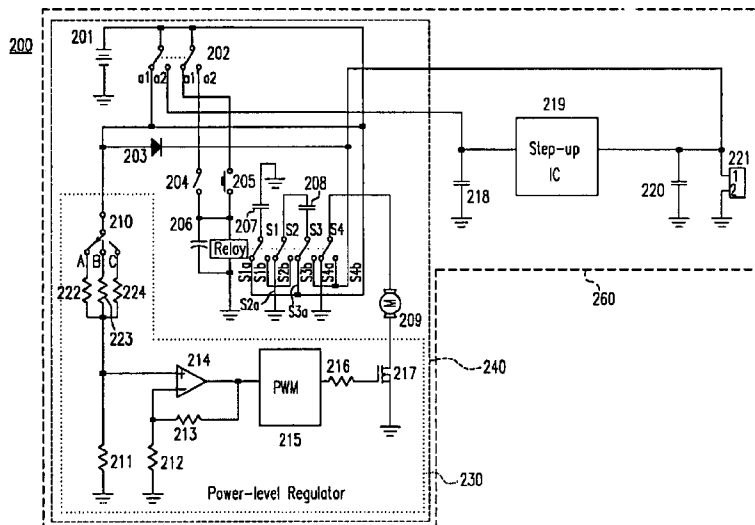 200
201
202
a1 a2 a1 a2
219
Step-up
IC
221
1
2
203
204
205
208
218
220
206
207
S1 S2 S3 S4
210
Relay
S1a
S1b
S2b
S3b
S4a
S4b
S2a
S3a
A B C
222
224
223
209
260
214
+
−
PWM
216
217
240
213
215
211
212
230
Power-level Regulator
M